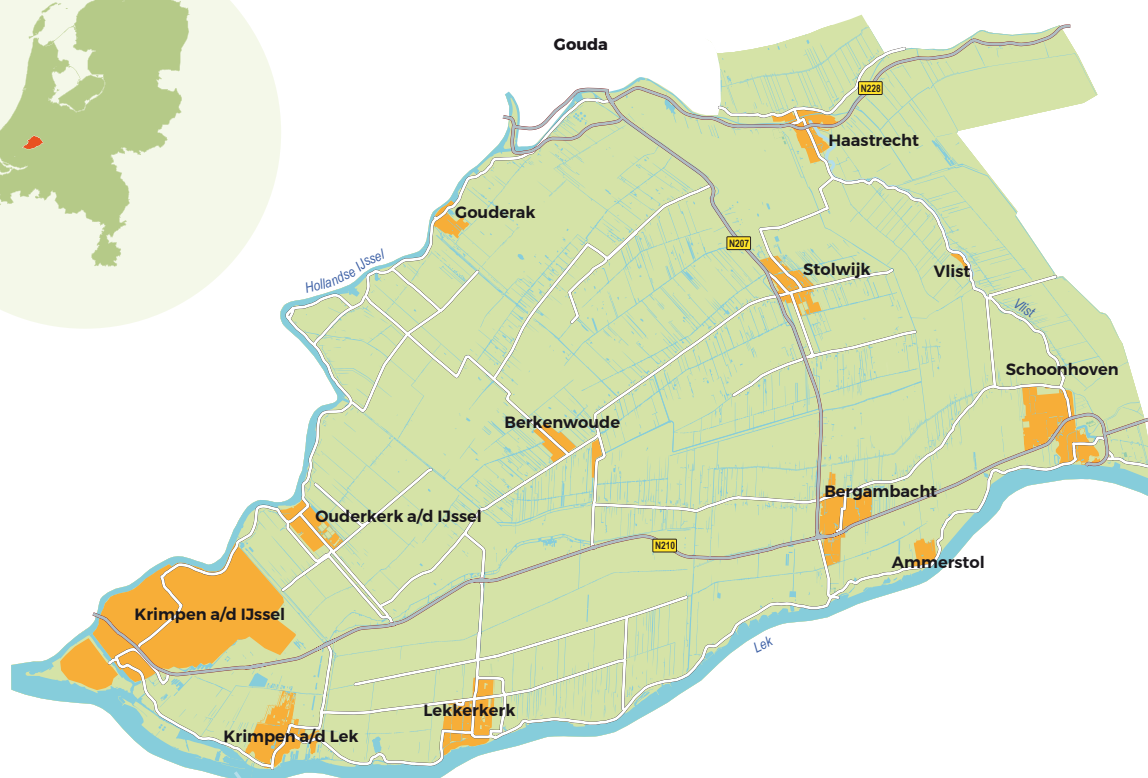 Gouda
N228
Haastrecht
Gouderak
N207
Hollandse IJssel
Stolwijk
Vlist
Vlist
Schoonhoven
Berkenwoude
Bergambacht
Ouderkerk a/d IJssel
N210
Ammerstol
Krimpen a/d IJssel
Lek
Lekkerkerk
Krimpen a/d Lek